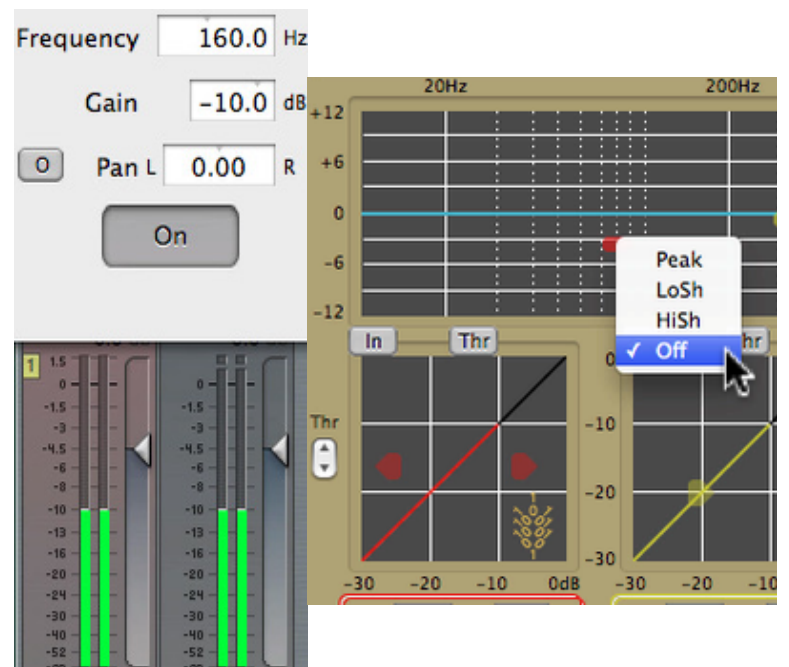 Frequency 160.0 Hz
Gain -10.0 dB
O Pan L 0.00 R
On
20Hz 200Hz
+12
+6
0
-6
-12
Peak
LoSh
HiSh
✓ Off
In Thr hr
Thr
0
-10
-20
-30
-30 -20 -10 0dB -30 -20 -10
1
1.5
0 0
-1.5 -1.5
-3 -3
-4.5 -4.5
-6 -6
-8 -8
-10 -10
-13 -13
-16 -16
-20 -20
-24 -24
-30 -30
-40 -40
-52 -52